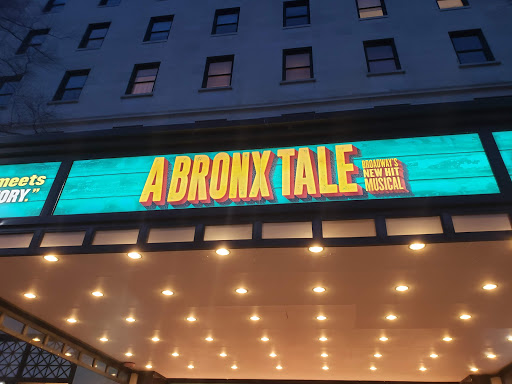 meets
ORY."
A BRONX TALE
BROADWAY'S
NEW HIT
MUSICAL